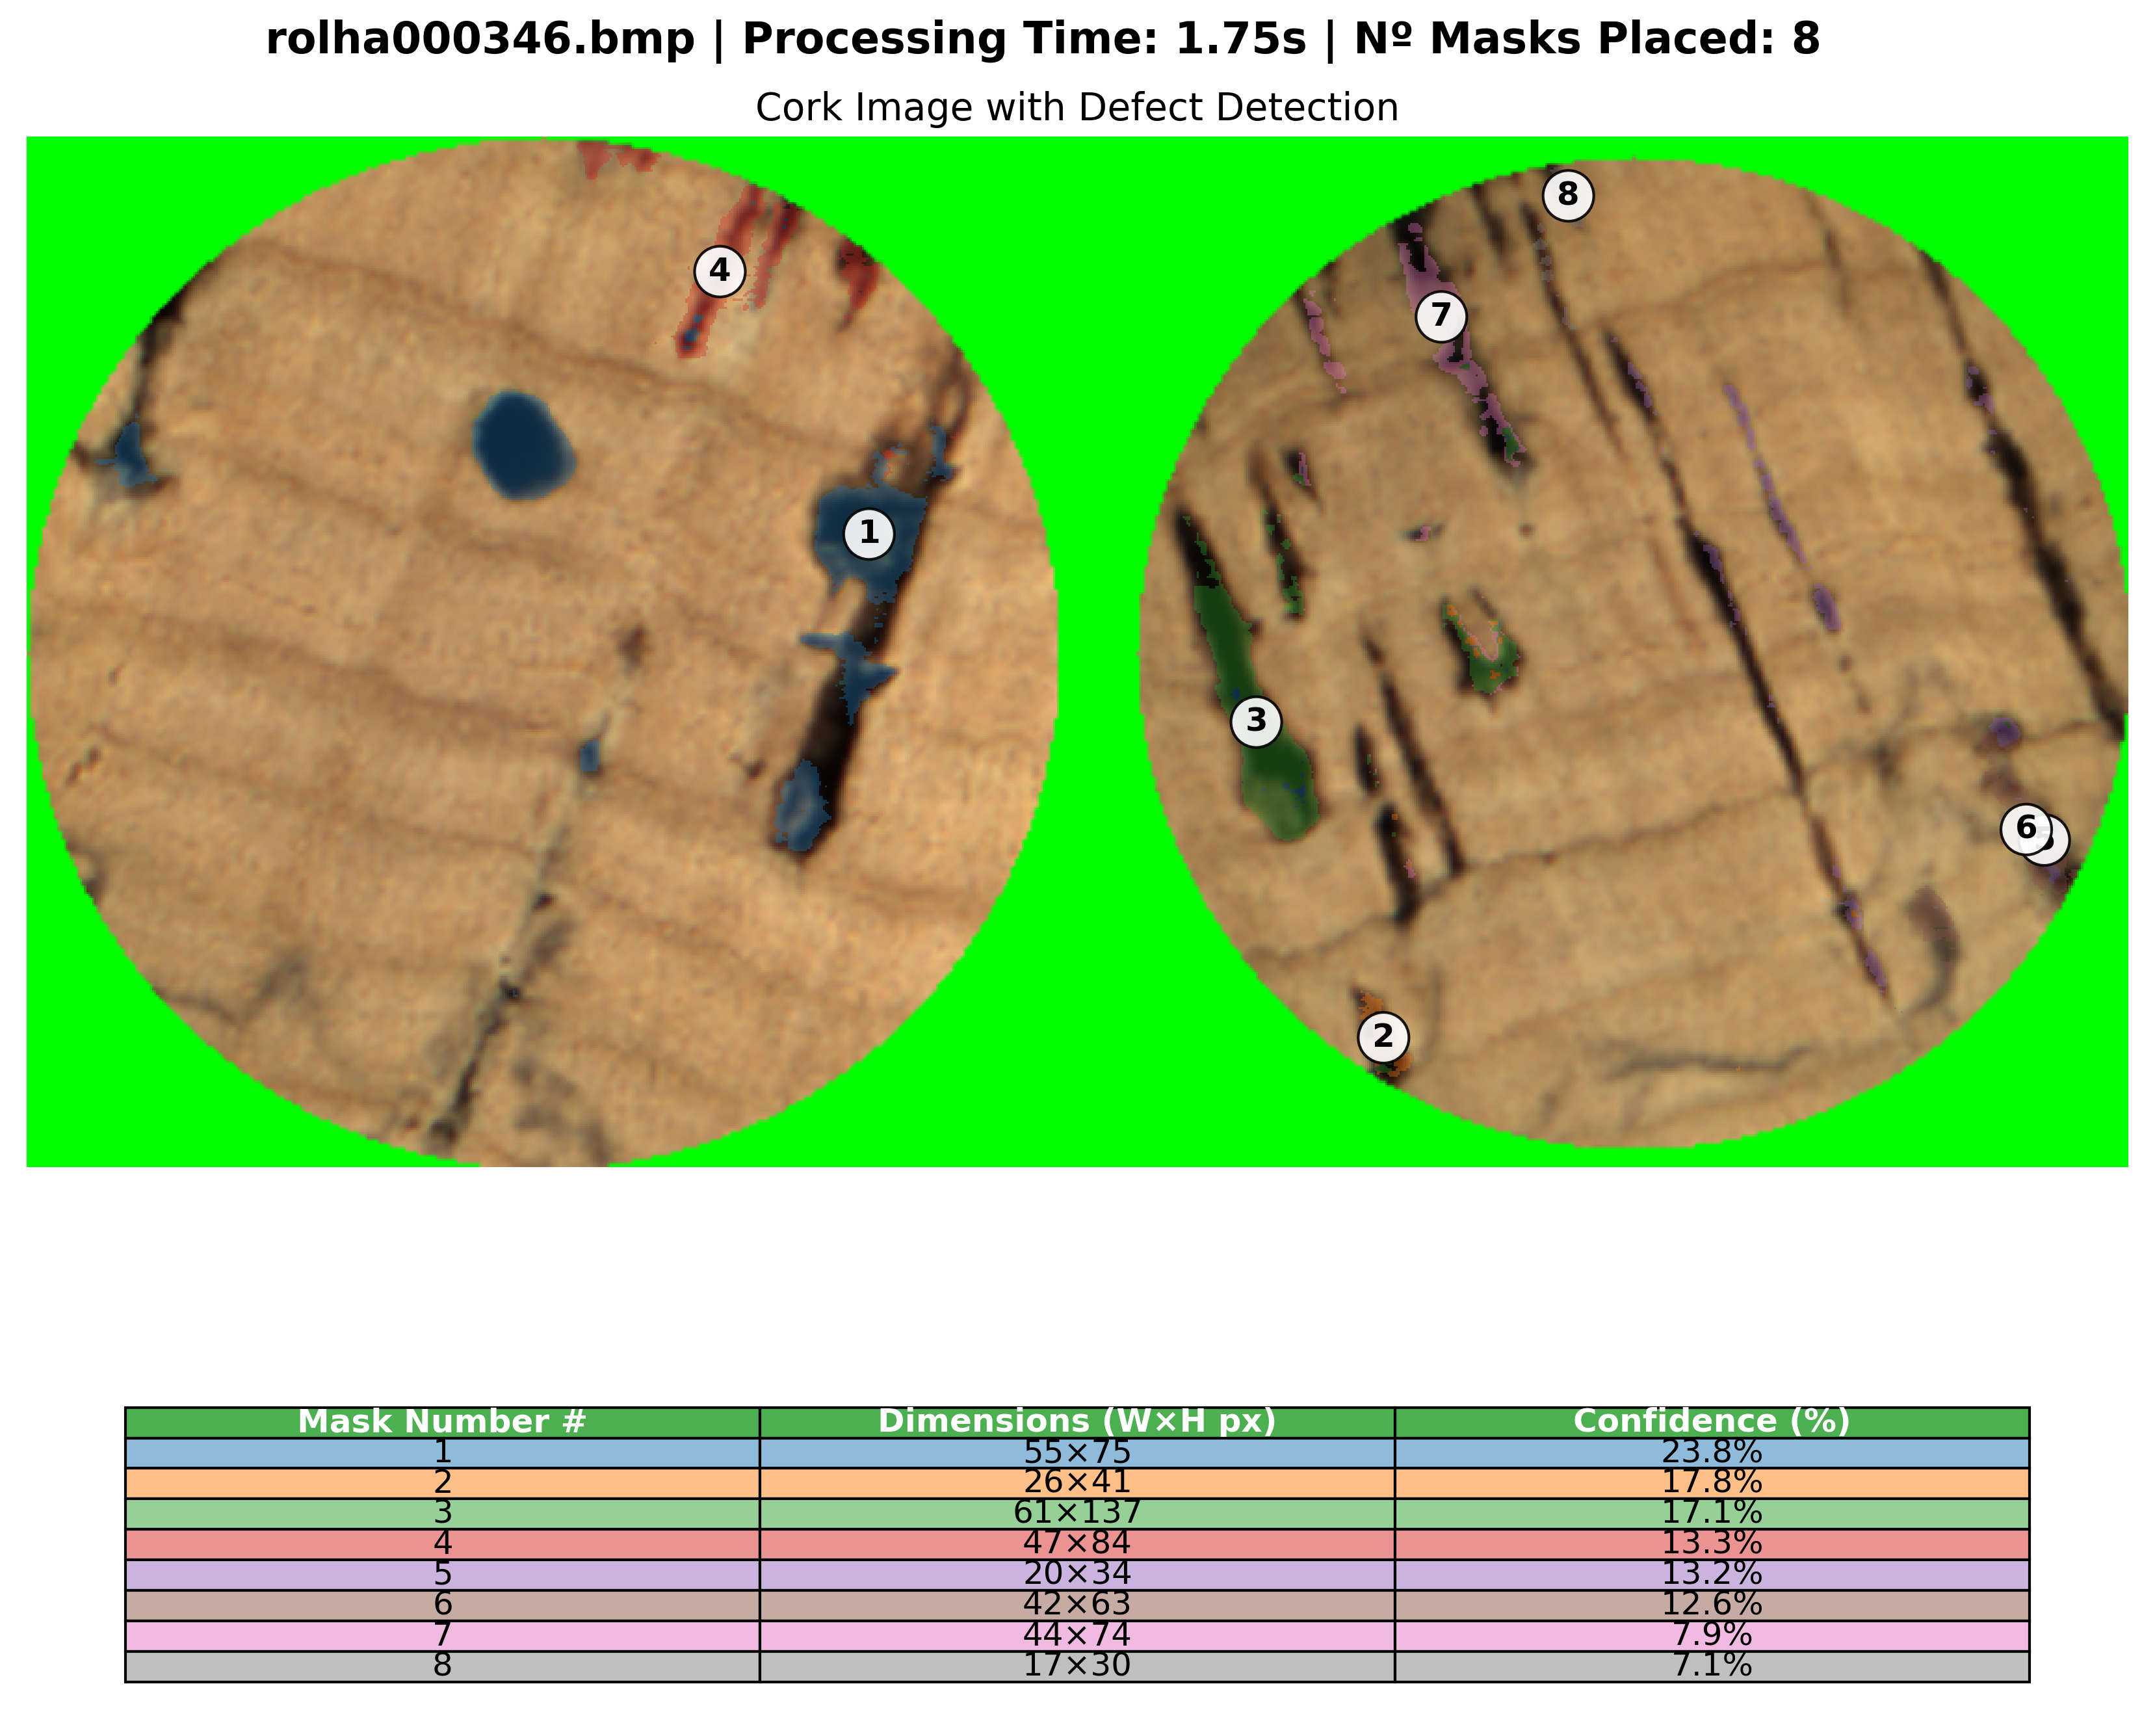 rolha000346.bmp | Processing Time: 1.75s | Nº Masks Placed: 8
Cork Image with Defect Detection
8
4
7
1
3
6
2
Mask Number # Dimensions (W×H px) Confidence (%)
1 55×75 23.8%
2 26×41 17.8%
3 61×137 17.1%
4 47×84 13.3%
5 20×34 13.2%
6 42×63 12.6%
7 44×74 7.9%
8 17×30 7.1%